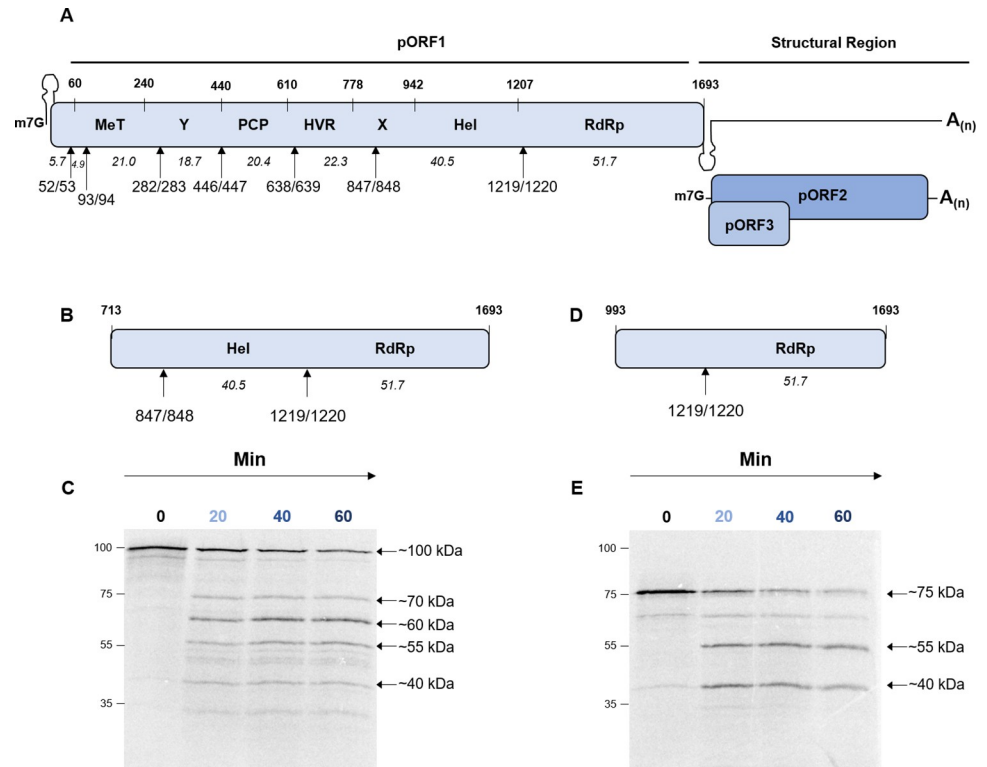 A
pORF1
Structural Region
60 240 440 610 778 942 1207 1693
m7G MeT Y PCP HVR X Hel RdRp A(n)
5.7 4.9 21.0 18.7 20.4 22.3 40.5 51.7
52/53 93/94 282/283 446/447 638/639 847/848 1219/1220
m7G pORF2 A(n)
pORF3
B
713 1693
Hel RdRp
40.5 51.7
847/848 1219/1220
D
993 1693
RdRp
51.7
1219/1220
C
Min
0 20 40 60
100 ~100 kDa
75 ~70 kDa
~60 kDa
55 ~55 kDa
~40 kDa
35
E
Min
0 20 40 60
100
75 ~75 kDa
55 ~55 kDa
~40 kDa
35